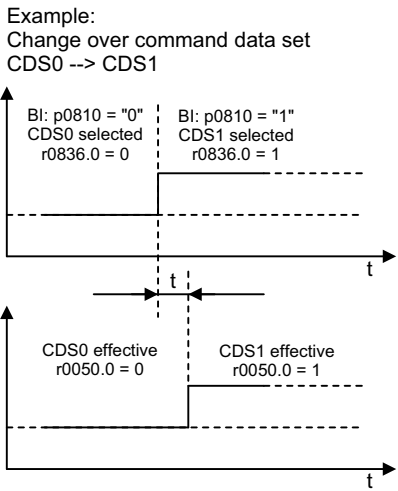 Example:
Change over command data set
CDS0 --> CDS1
BI: p0810 = "0"
CDS0 selected
r0836.0 = 0
BI: p0810 = "1"
CDS1 selected
r0836.0 = 1
t
t
CDS0 effective
r0050.0 = 0
CDS1 effective
r0050.0 = 1
t